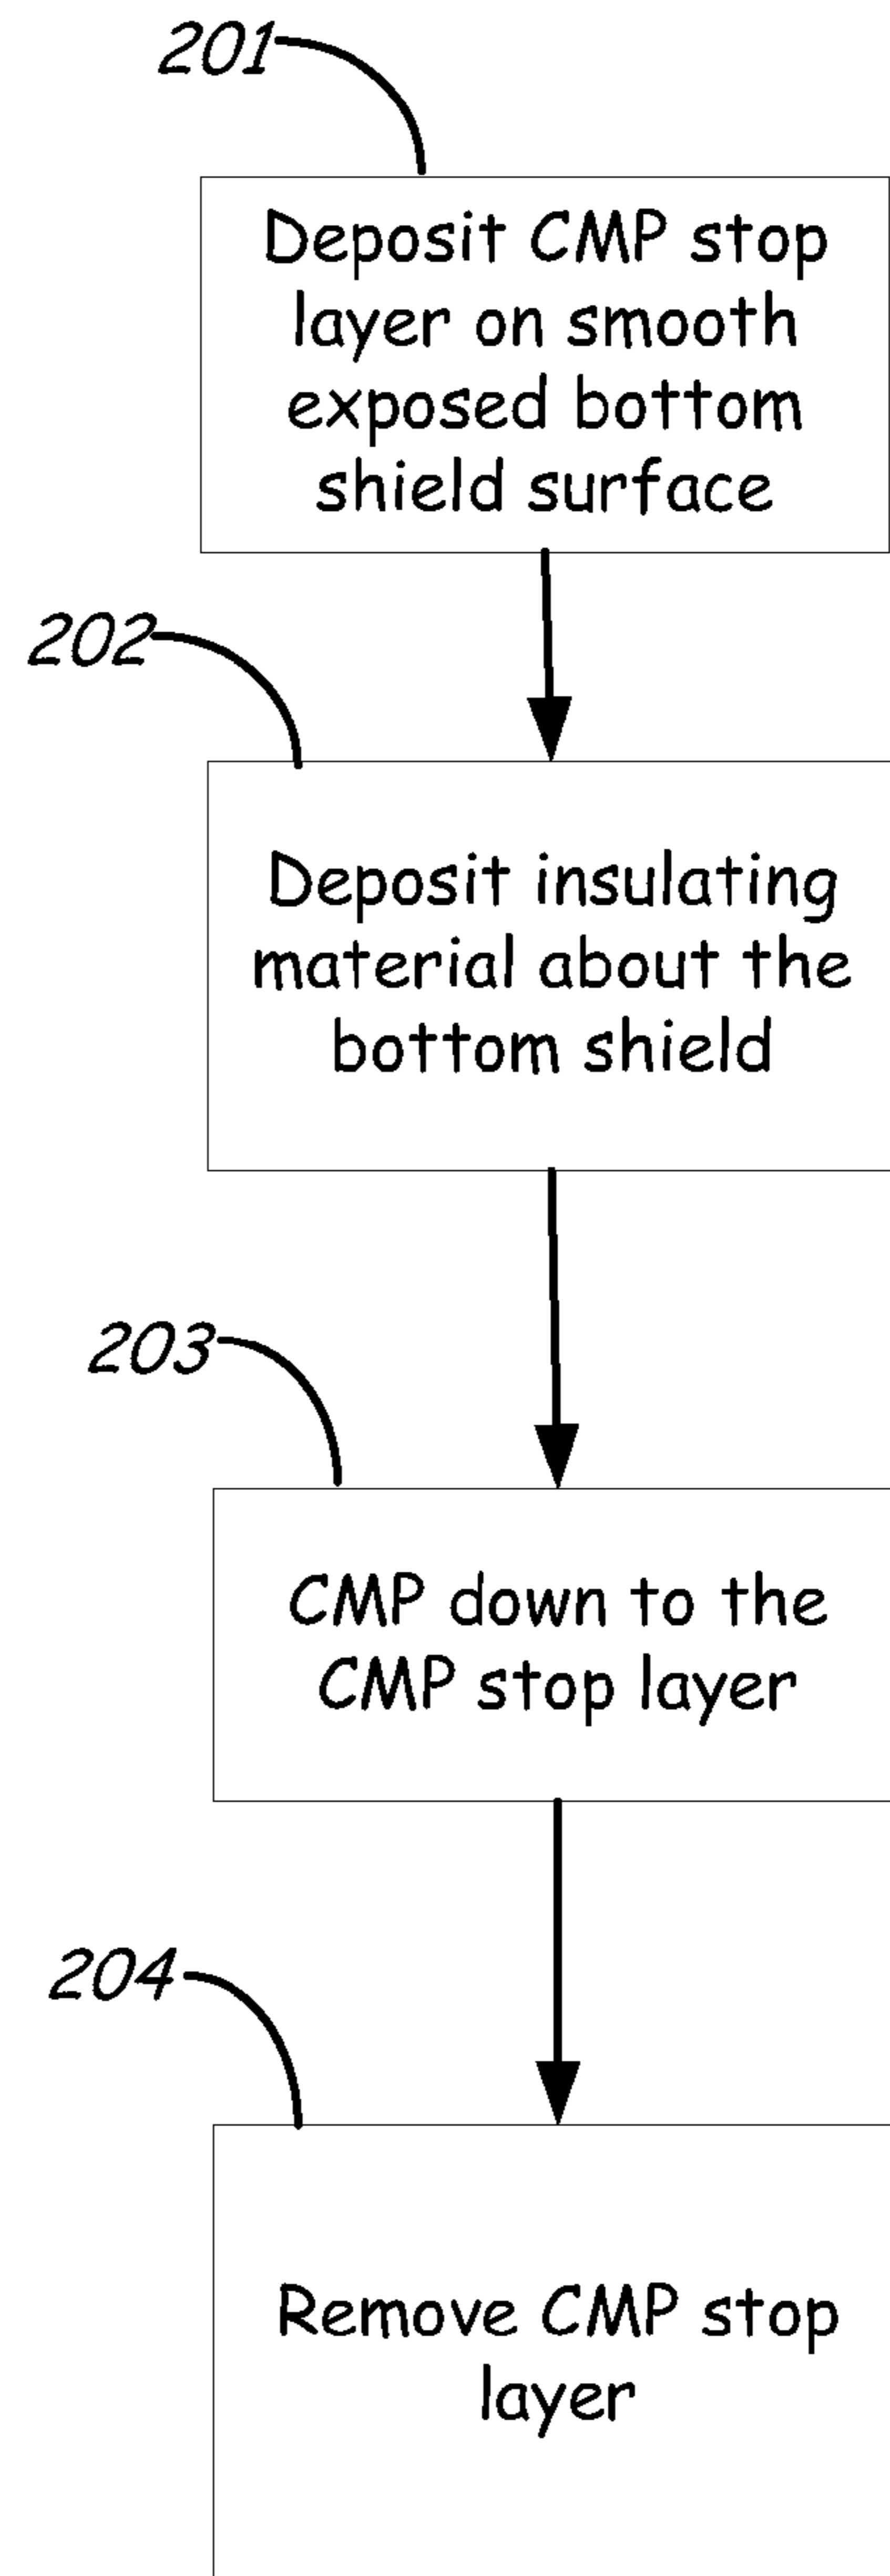 201
Deposit CMP stop
layer on smooth
exposed bottom
shield surface
202
Deposit insulating
material about the
bottom shield
203
CMP down to the
CMP stop layer
204
Remove CMP stop
layer